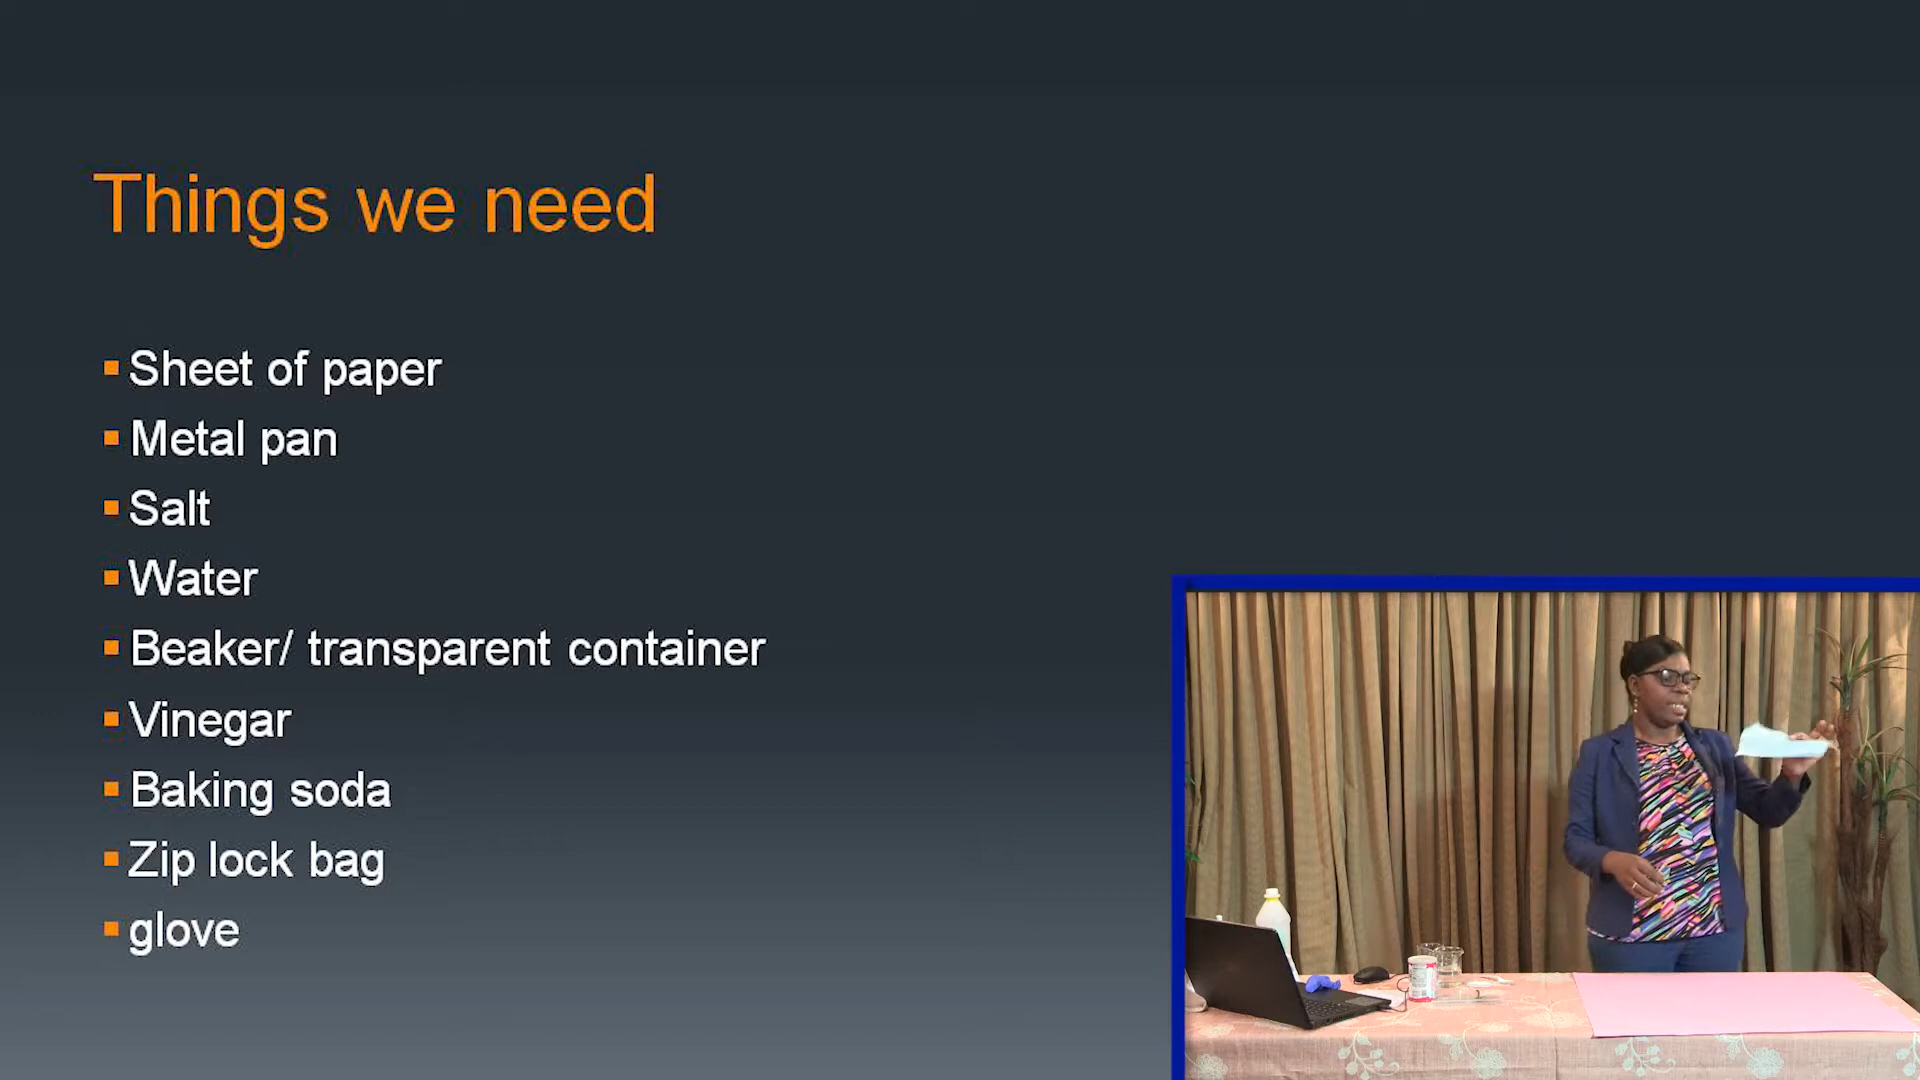 Things we need
Sheet of paper
Metal pan
Salt
Water
Beaker/ transparent container
Vinegar
Baking soda
Zip lock bag
glove